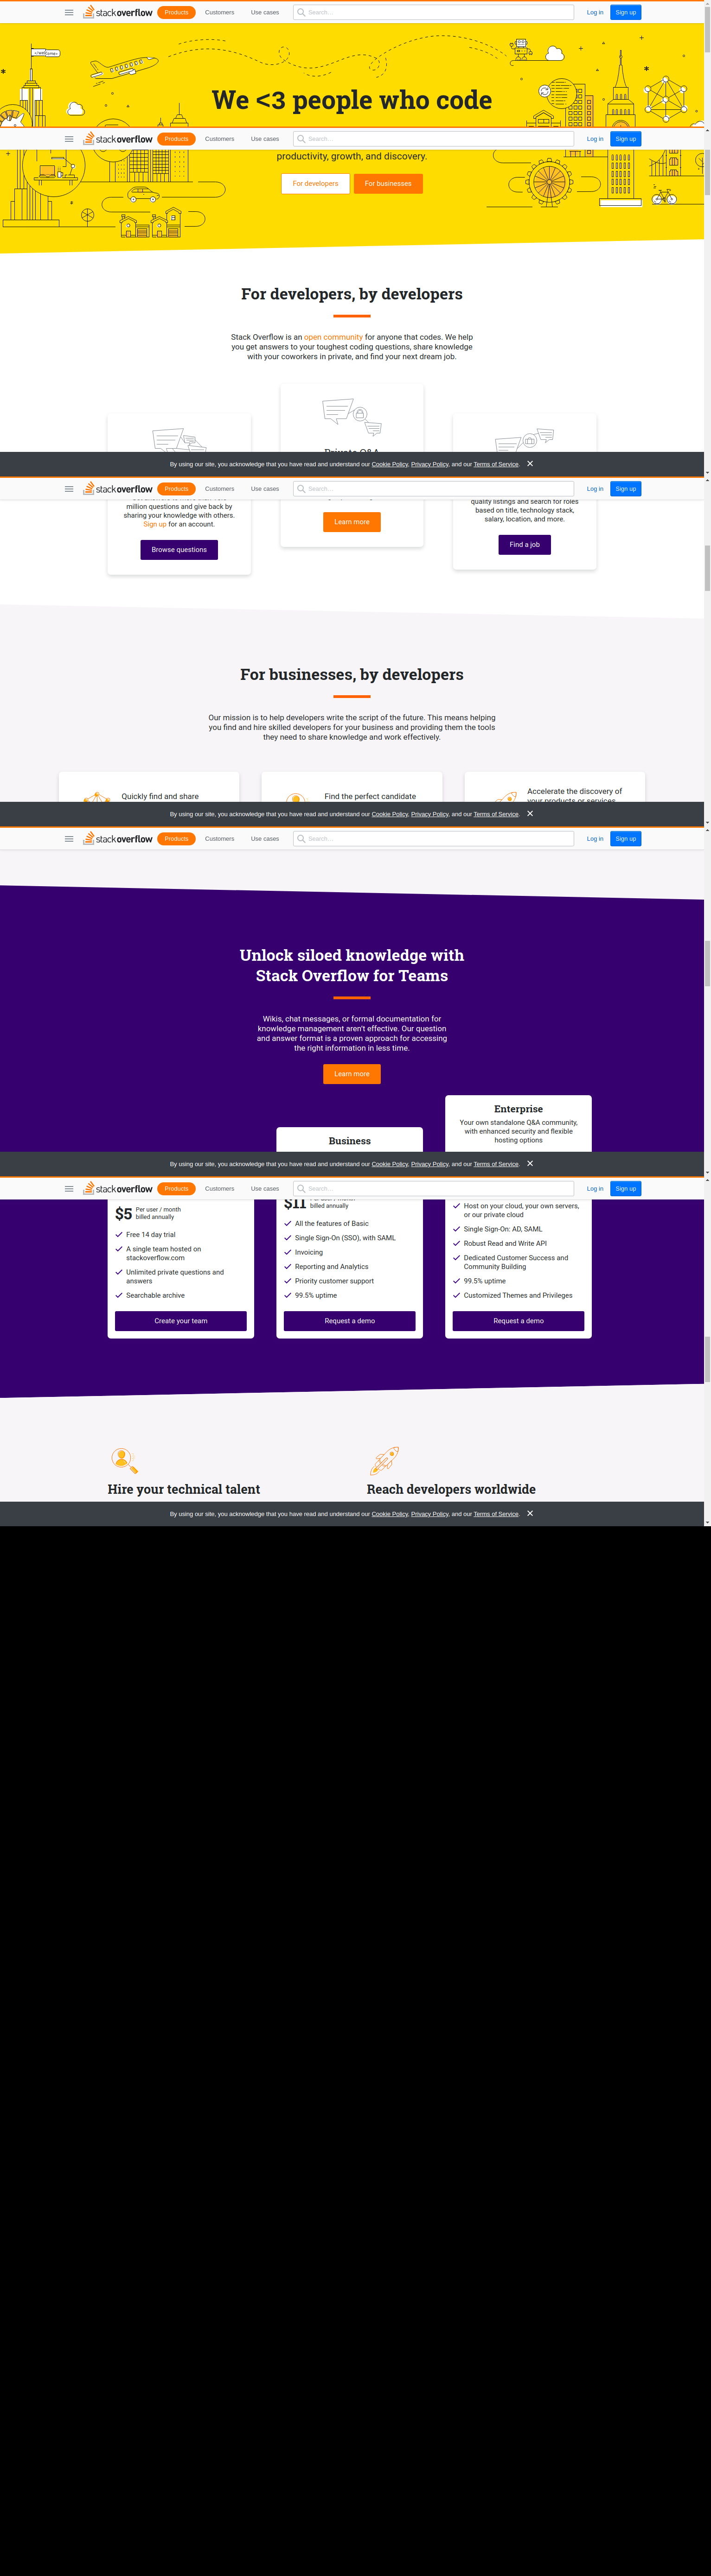 stackoverflow Products Customers Use cases Search... Log in Sign up
</welcome>
We <3 people who code
stackoverflow Products Customers Use cases Search... Log in Sign up
productivity, growth, and discovery.
For developers For businesses
For developers, by developers
Stack Overflow is an open community for anyone that codes. We help
you get answers to your toughest coding questions, share knowledge
with your coworkers in private, and find your next dream job.
By using our site, you acknowledge that you have read and understand our Cookie Policy, Privacy Policy, and our Terms of Service.
stackoverflow Products Customers Use cases Search... Log in Sign up
million questions and give back by
sharing your knowledge with others.
Sign up for an account.
Browse questions
Learn more
quality listings and search for roles
based on title, technology stack,
salary, location, and more.
Find a job
For businesses, by developers
Our mission is to help developers write the script of the future. This means helping
you find and hire skilled developers for your business and providing them the tools
they need to share knowledge and work effectively.
Quickly find and share
Find the perfect candidate
Accelerate the discovery of
your products or services
By using our site, you acknowledge that you have read and understand our Cookie Policy, Privacy Policy, and our Terms of Service.
stackoverflow Products Customers Use cases Search... Log in Sign up
Unlock siloed knowledge with
Stack Overflow for Teams
Wikis, chat messages, or formal documentation for
knowledge management aren't effective. Our question
and answer format is a proven approach for accessing
the right information in less time.
Learn more
Business
Enterprise
Your own standalone Q&A community,
with enhanced security and flexible
hosting options
By using our site, you acknowledge that you have read and understand our Cookie Policy, Privacy Policy, and our Terms of Service.
stackoverflow Products Customers Use cases Search... Log in Sign up
$5 Per user / month
billed annually
Free 14 day trial
A single team hosted on
stackoverflow.com
Unlimited private questions and
answers
Searchable archive
Create your team
$11
billed annually
All the features of Basic
Single Sign-On (SSO), with SAML
Invoicing
Reporting and Analytics
Priority customer support
99.5% uptime
Request a demo
Host on your cloud, your own servers,
or our private cloud
Single Sign-On: AD, SAML
Robust Read and Write API
Dedicated Customer Success and
Community Building
99.5% uptime
Customized Themes and Privileges
Request a demo
Hire your technical talent
Reach developers worldwide
By using our site, you acknowledge that you have read and understand our Cookie Policy, Privacy Policy, and our Terms of Service.